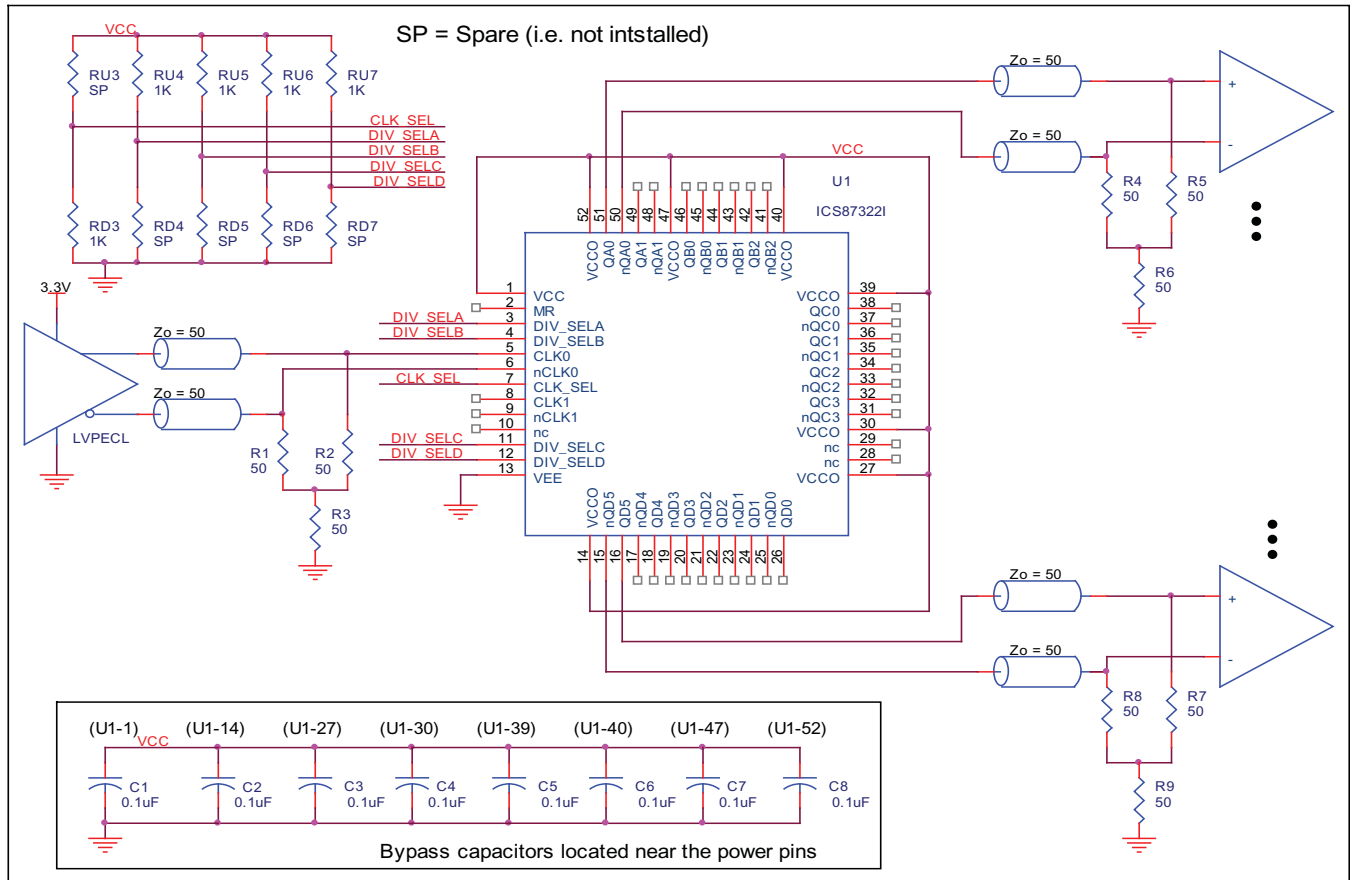 SP = Spare (i.e. not intstalled)
VCC
RU3
SP
RU4
1K
RU5
1K
RU6
1K
RU7
1K
CLK_SEL
DIV_SELA
DIV_SELB
DIV_SELC
DIV_SELD
RD3
1K
RD4
SP
RD5
SP
RD6
SP
RD7
SP
3.3V
LVPECL
Zo = 50
Zo = 50
R1
50
R2
50
R3
50
DIV_SELA
DIV_SELB
CLK_SEL
DIV_SELC
DIV_SELD
VCC
U1
ICS87322I
52
51
50
49
48
47
46
45
44
43
42
41
40
VCCO
QA0
nQA0
QA1
nQA1
VCCO
QB0
nQB0
QB1
nQB1
QB2
nQB2
VCCO
1 VCC
2 MR
3 DIV_SELA
4 DIV_SELB
5 CLK0
6 nCLK0
7 CLK_SEL
8 CLK1
9 nCLK1
10 nc
11 DIV_SELC
12 DIV_SELD
13 VEE
VCCO 39
QC0 38
nQC0 37
QC1 36
nQC1 35
QC2 34
nQC2 33
QC3 32
nQC3 31
VCCO 30
nc 29
nc 28
VCCO 27
VCCO
nQD5
QD5
nQD4
QD4
nQD3
QD3
nQD2
QD2
nQD1
QD1
nQD0
QD0
14
15
16
17
18
19
20
21
22
23
24
25
26
Zo = 50
Zo = 50
+
-
R4
50
R5
50
R6
50
Zo = 50
Zo = 50
+
-
R8
50
R7
50
R9
50
(U1-1) (U1-14) (U1-27) (U1-30) (U1-39) (U1-40) (U1-47) (U1-52)
VCC
C1
0.1uF
C2
0.1uF
C3
0.1uF
C4
0.1uF
C5
0.1uF
C6
0.1uF
C7
0.1uF
C8
0.1uF
Bypass capacitors located near the power pins